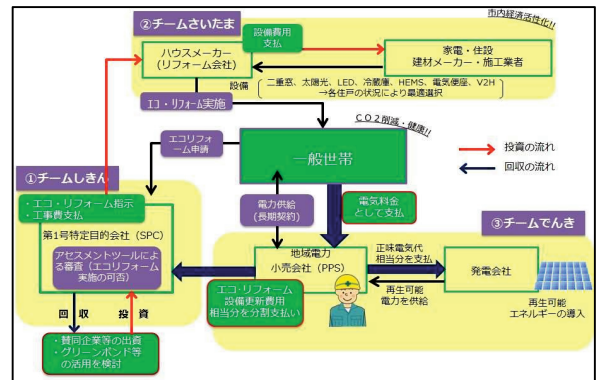 ②チームさいたま
市内経済活性化!!
ハウスメーカー
(リフォーム会社)
設備費用
支払
家電・住設
建材メーカー・施工業者
設備
二重窓、太陽光、LED、冷蔵庫、HEMS、電気便座、V2H
→各住戸の状況により最適選択
エコ・リフォーム実施
CO2削減・健康!!
エコリフォ
ーム申請
一般世帯
投資の流れ
回収の流れ
①チームしきん
・エコ・リフォーム指示
・工事費支払
第1号特定目的会社(SPC)
アセスメントツールによ
る審査(エコリフォーム
実施の可否)
回 収
投 資
・賛同企業等の出資
・グリーンボンド等
の活用を検討
電力供給
(長期契約)
電気料金
として支払
③チームでんき
地域電力
小売会社(PPS)
正味電気代
相当分を支払
発電会社
エコ・リフォーム
設備更新費用
相当分を分割支払い
再生可能
電力を供給
再生可能
エネルギーの導入